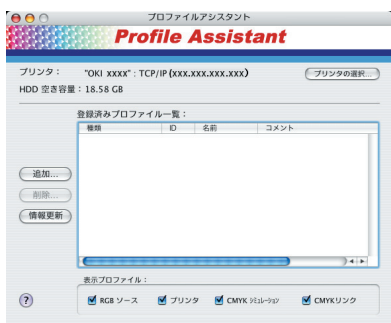 プロファイルアシスタント
Profile Assistant
プリンタ： "OKI xxxx" : TCP/IP (xxx.xxx.xxx.xxx) プリンタの選択...
HDD 空き容量：18.58 GB
登録済みプロファイル一覧：
種類 ID 名前 コメント
追加...
削除...
情報更新
表示プロファイル：
? RGB ソース プリンタ CMYK ｼﾐｭﾚｰｼｮﾝ CMYKリンク